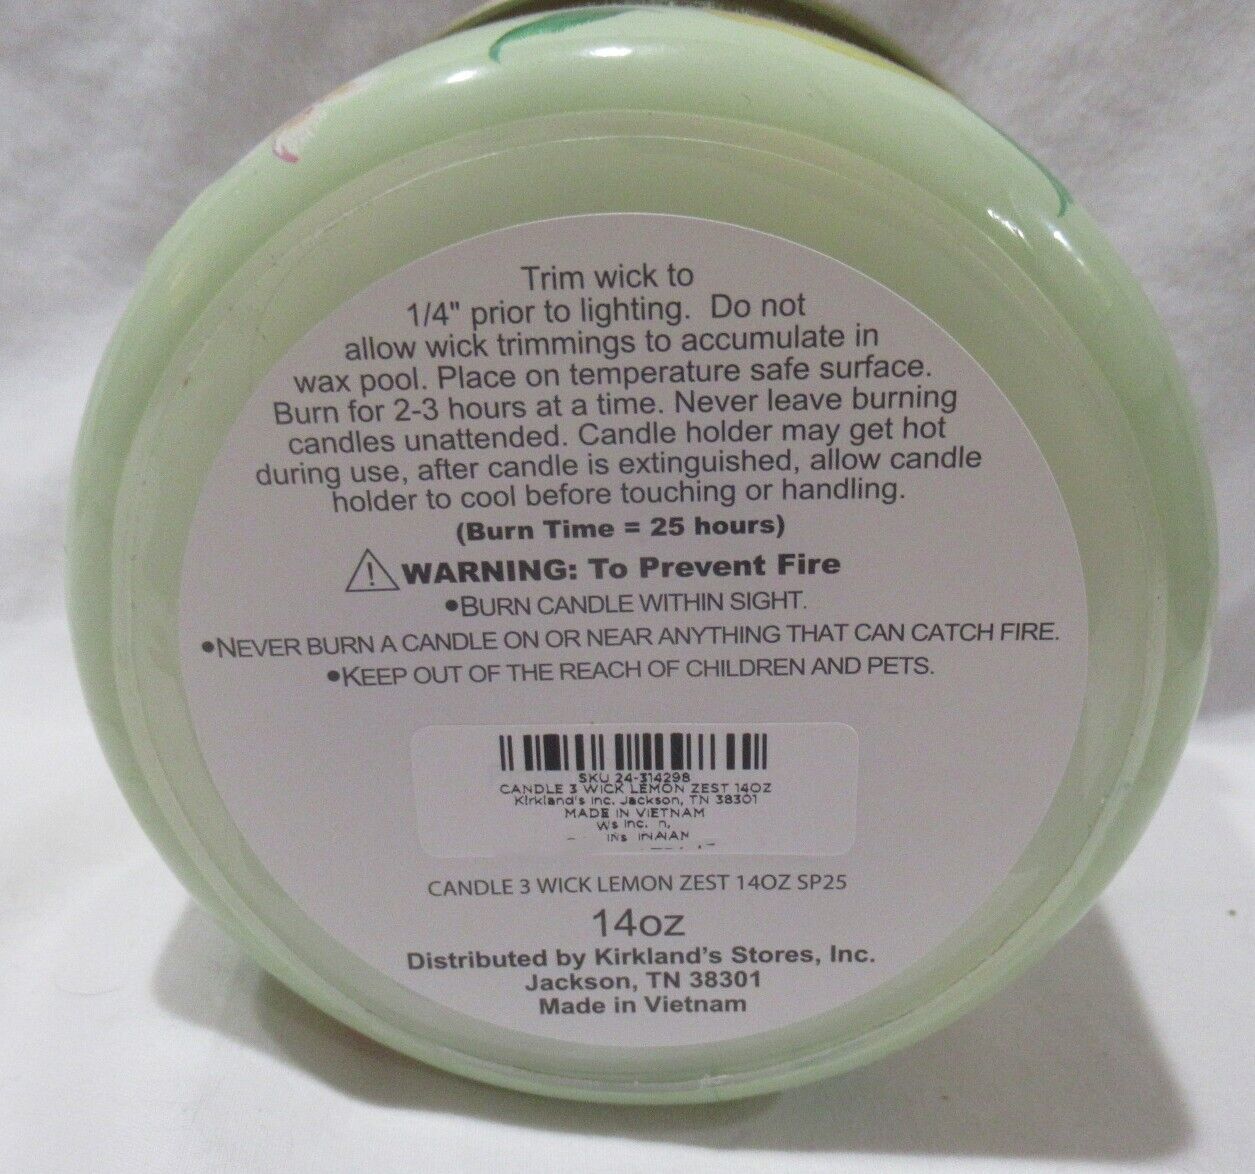 Trim wick to
1/4" prior to lighting. Do not
allow wick trimmings to accumulate in
wax pool. Place on temperature safe surface.
Burn for 2-3 hours at a time. Never leave burning
candles unattended. Candle holder may get hot
during use, after candle is extinguished, allow candle
holder to cool before touching or handling.
(Burn Time = 25 hours)
WARNING: To Prevent Fire
•BURN CANDLE WITHIN SIGHT.
•NEVER BURN A CANDLE ON OR NEAR ANYTHING THAT CAN CATCH FIRE.
•KEEP OUT OF THE REACH OF CHILDREN AND PETS.
SKU 24-314298
CANDLE 3 WICK LEMON ZEST 14OZ
Kirkland's Inc. Jackson, TN 38301
MADE IN VIETNAM
CANDLE 3 WICK LEMON ZEST 14OZ SP25
14oz
Distributed by Kirkland's Stores, Inc.
Jackson, TN 38301
Made in Vietnam